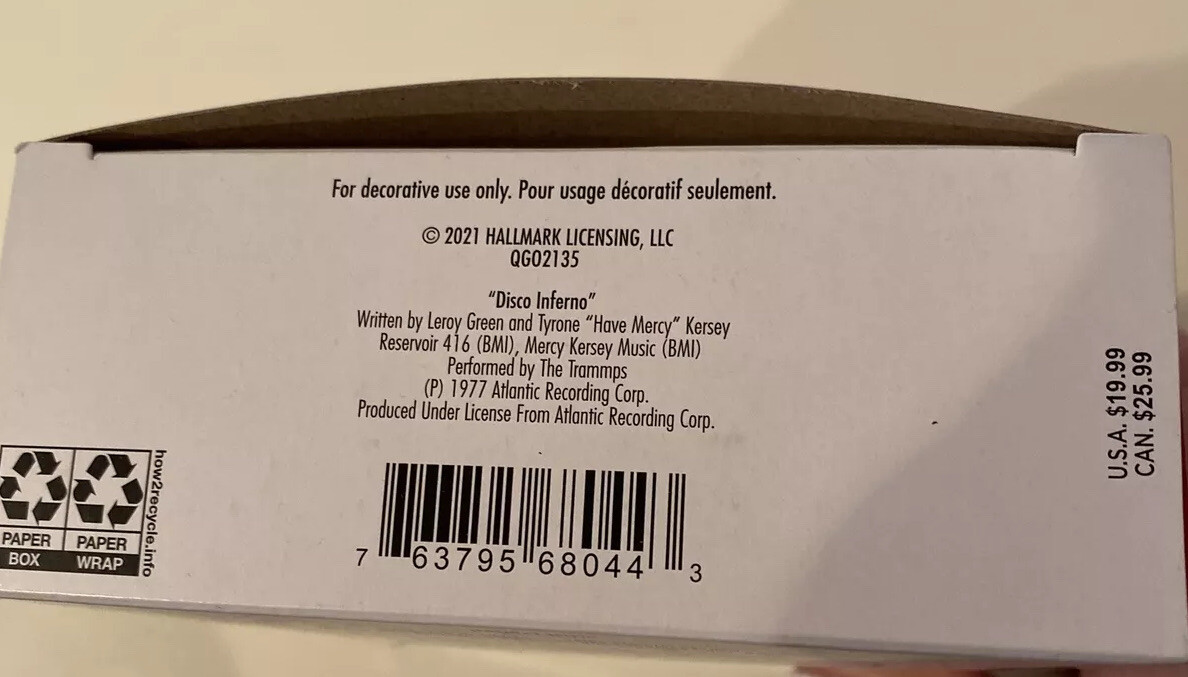 For decorative use only. Pour usage décoratif seulement.
© 2021 HALLMARK LICENSING, LLC
QGO2135
“Disco Inferno”
Written by Leroy Green and Tyrone “Have Mercy” Kersey
Reservoir 416 (BMI), Mercy Kersey Music (BMI)
Performed by The Trammps
(P) 1977 Atlantic Recording Corp.
Produced Under License From Atlantic Recording Corp.
7 63795 68044 3
PAPER
BOX
PAPER
WRAP
how2recycle.info
U.S.A. $19.99
CAN. $25.99